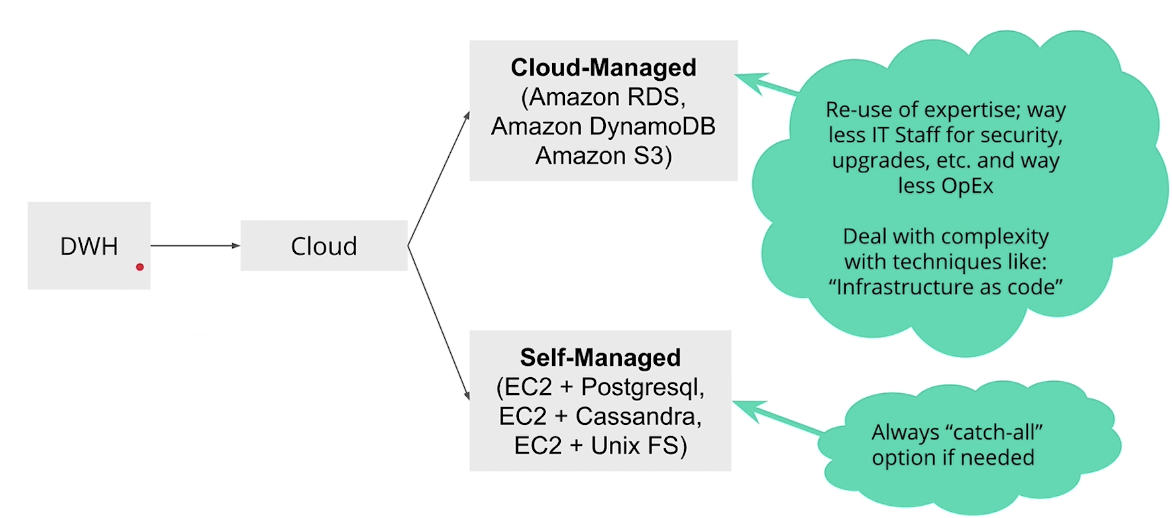 DWH
Cloud
Cloud-Managed
(Amazon RDS,
Amazon DynamoDB
Amazon S3)
Re-use of expertise; way
less IT Staff for security,
upgrades, etc. and way
less OpEx
Deal with complexity
with techniques like:
“Infrastructure as code”
Self-Managed
(EC2 + Postgresql,
EC2 + Cassandra,
EC2 + Unix FS)
Always “catch-all”
option if needed